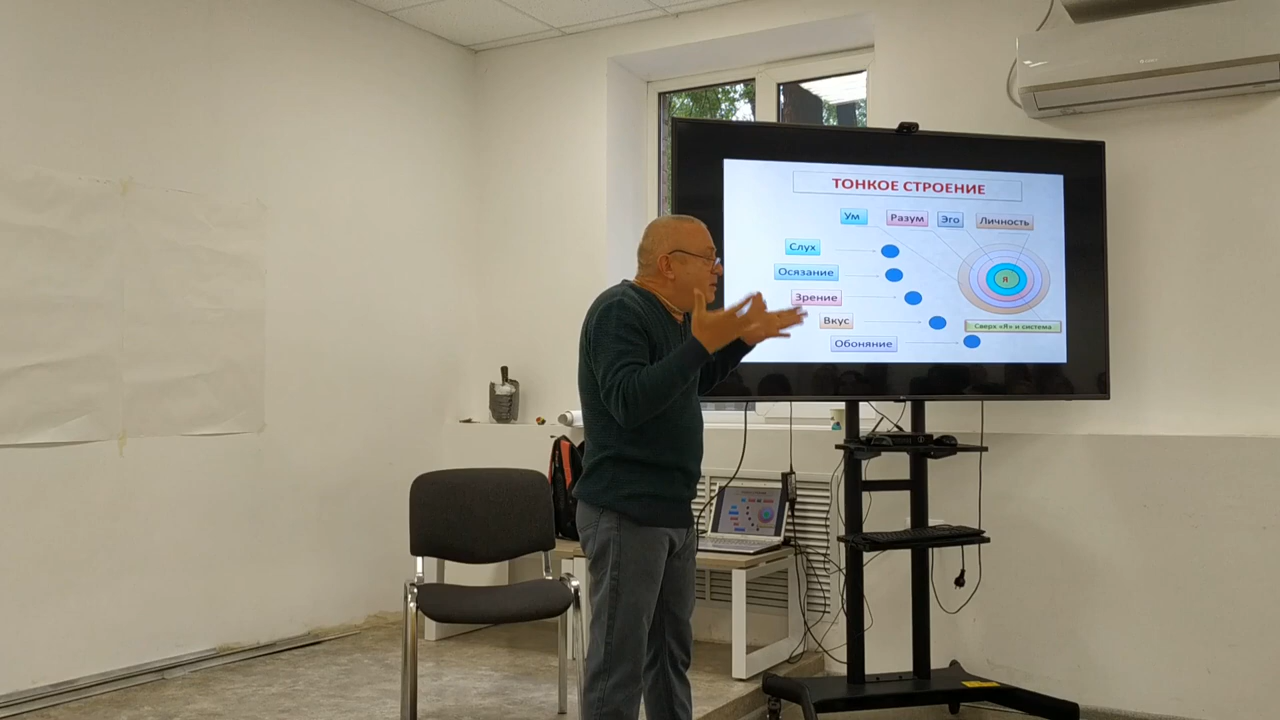 ТОНКОЕ СТРОЕНИЕ
Ум Разум Эго Личность
Слух
Осязание
Зрение
Вкус
Обоняние
Я
Сверх «Я» и система